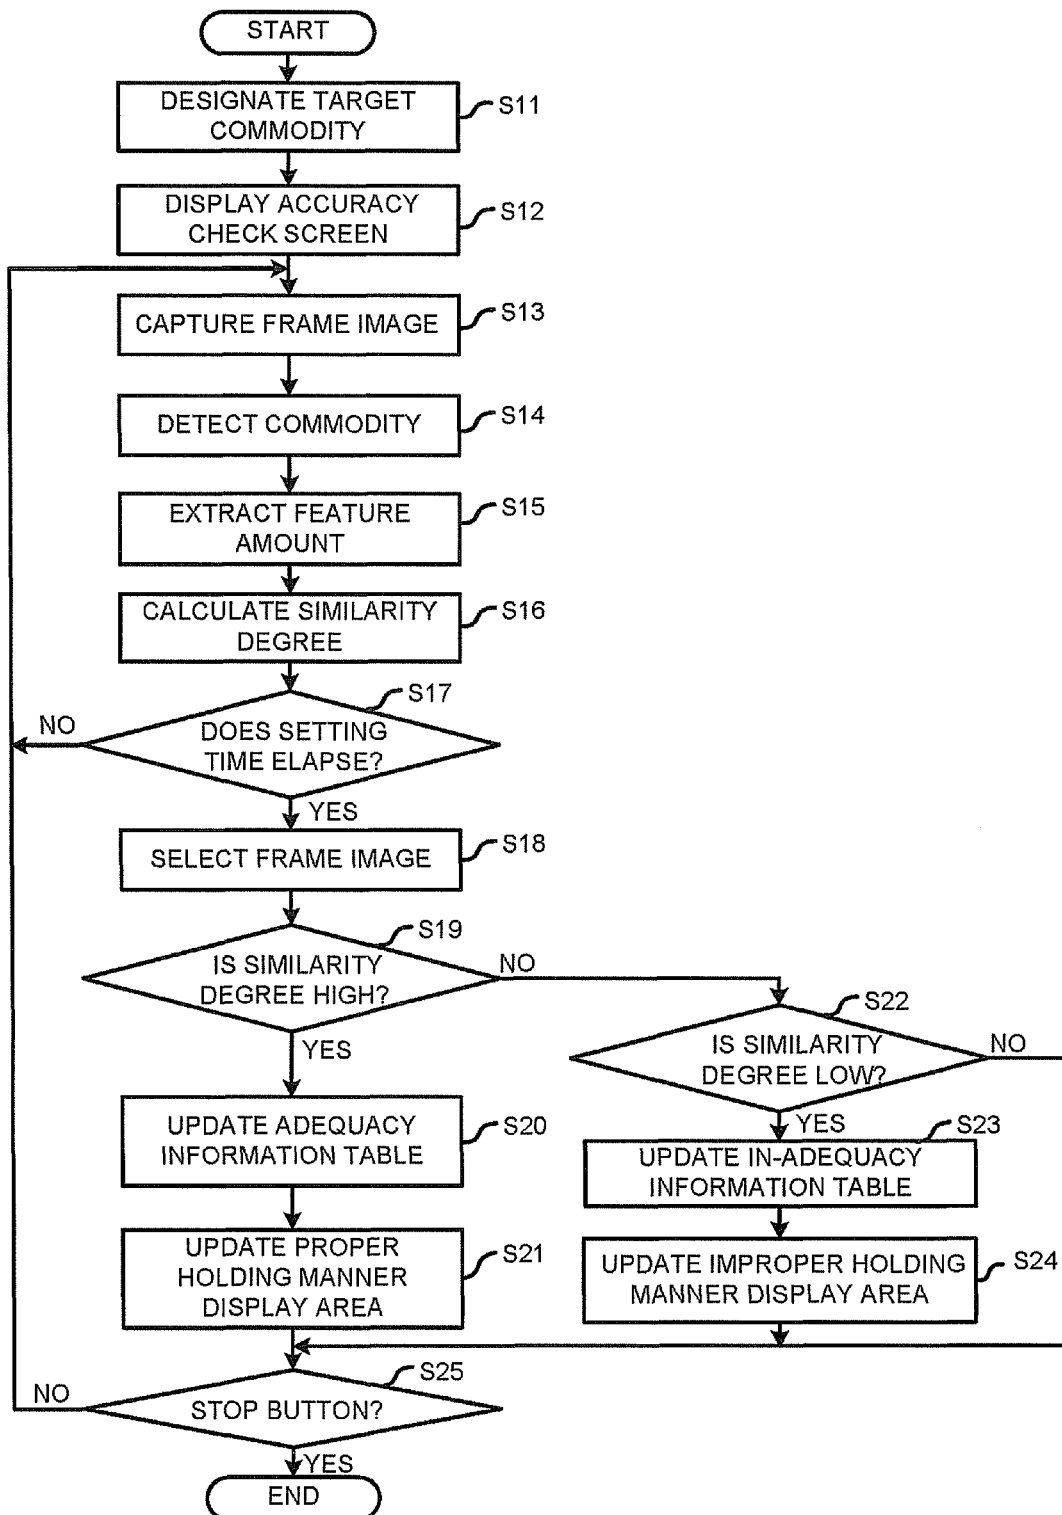 START
DESIGNATE TARGET
COMMODITY
S11
DISPLAY ACCURACY
CHECK SCREEN
S12
CAPTURE FRAME IMAGE
S13
DETECT COMMODITY
S14
EXTRACT FEATURE
AMOUNT
S15
CALCULATE SIMILARITY
DEGREE
S16
S17
NO
DOES SETTING
TIME ELAPSE?
YES
SELECT FRAME IMAGE
S18
S19
IS SIMILARITY
DEGREE HIGH?
NO
YES
S22
IS SIMILARITY
DEGREE LOW?
NO
YES
UPDATE ADEQUACY
INFORMATION TABLE
S20
S23
UPDATE IN-ADEQUACY
INFORMATION TABLE
UPDATE PROPER
HOLDING MANNER
DISPLAY AREA
S21
UPDATE IMPROPER HOLDING
MANNER DISPLAY AREA
S24
S25
NO
STOP BUTTON?
YES
END